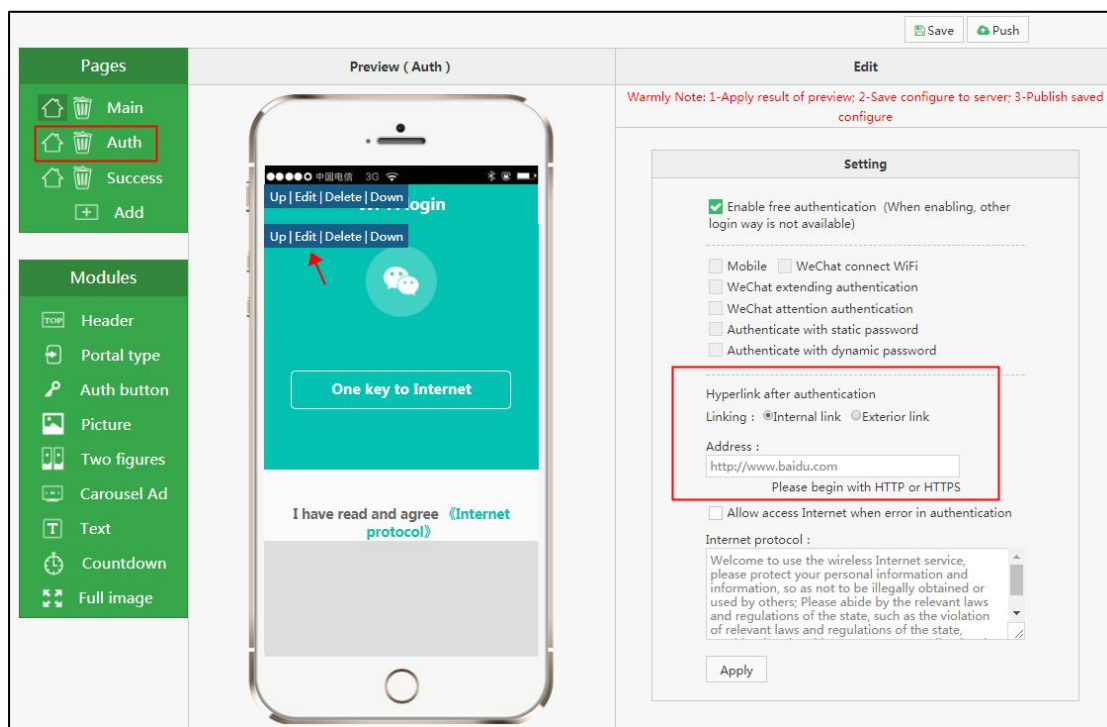 Save
Push
Pages
Main
Auth
Success
Add
Modules
TOP Header
Portal type
Auth button
Picture
Two figures
Carousel Ad
T Text
Countdown
Full image
Preview ( Auth )
中国电信 3G
Up | Edit | Delete | Down
login
Up | Edit | Delete | Down
One key to Internet
I have read and agree 《Internet
protocol》
Edit
Warmly Note: 1-Apply result of preview; 2-Save configure to server; 3-Publish saved
configure
Setting
Enable free authentication (When enabling, other
login way is not available)
Mobile WeChat connect WiFi
WeChat extending authentication
WeChat attention authentication
Authenticate with static password
Authenticate with dynamic password
Hyperlink after authentication
Linking : Internal link Exterior link
Address :
http://www.baidu.com
Please begin with HTTP or HTTPS
Allow access Internet when error in authentication
Internet protocol :
Welcome to use the wireless Internet service,
please protect your personal information and
information, so as not to be illegally obtained or
used by others; Please abide by the relevant laws
and regulations of the state, such as the violation
of relevant laws and regulations of the state,
Apply